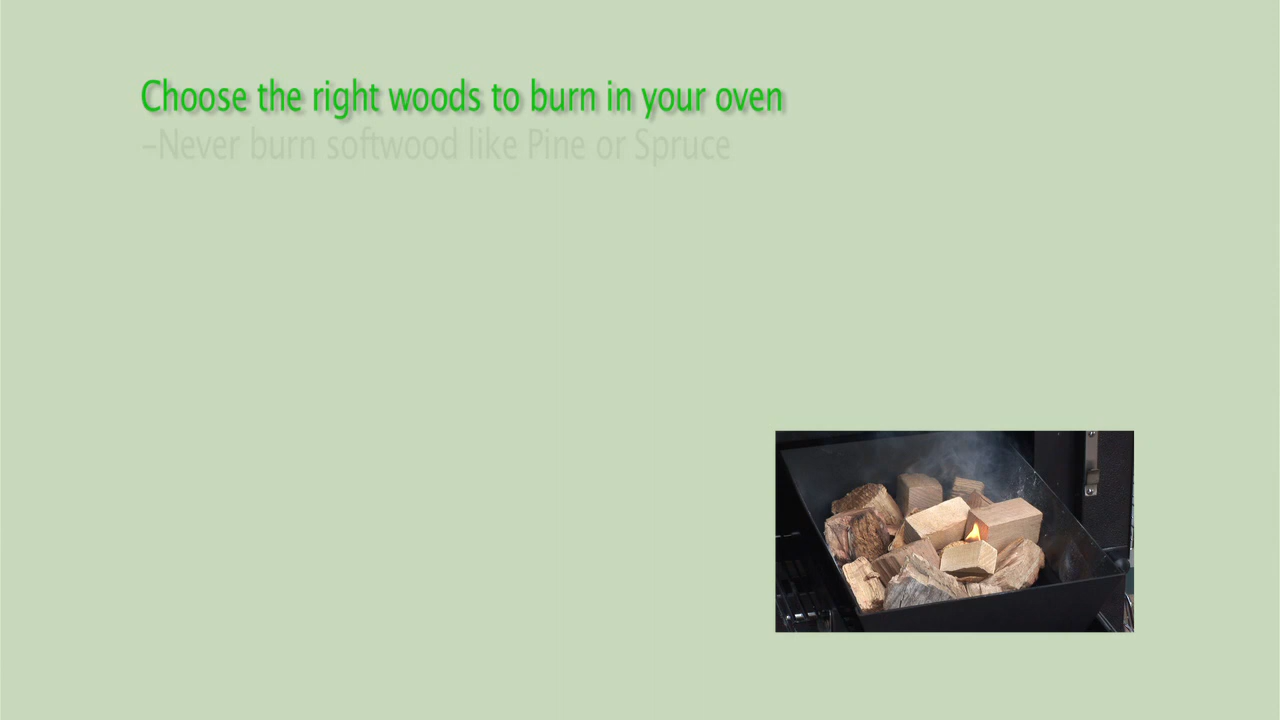 Choose the right woods to burn in your oven
–Never burn softwood like Pine or Spruce